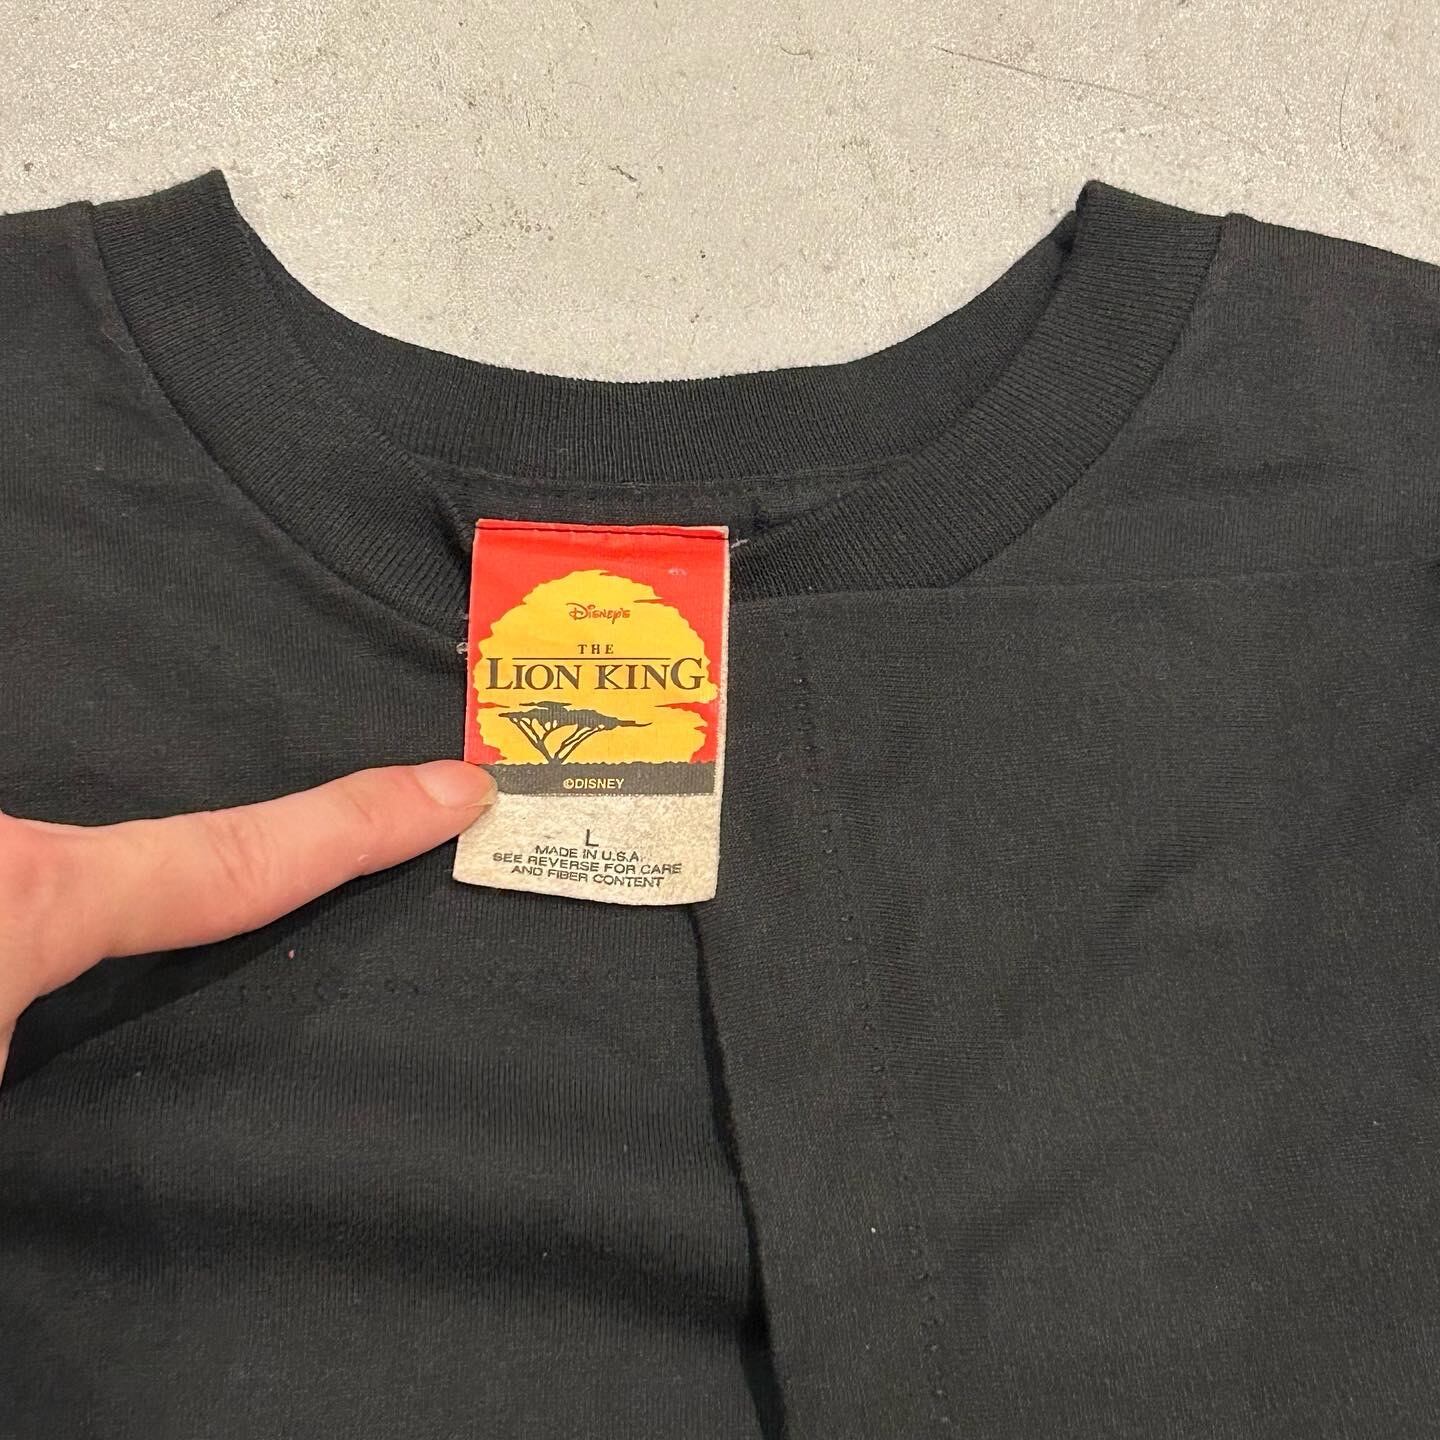 Disney's
THE
LION KING
©DISNEY
L
MADE IN U.S.A.
SEE REVERSE FOR CARE
AND FIBER CONTENT